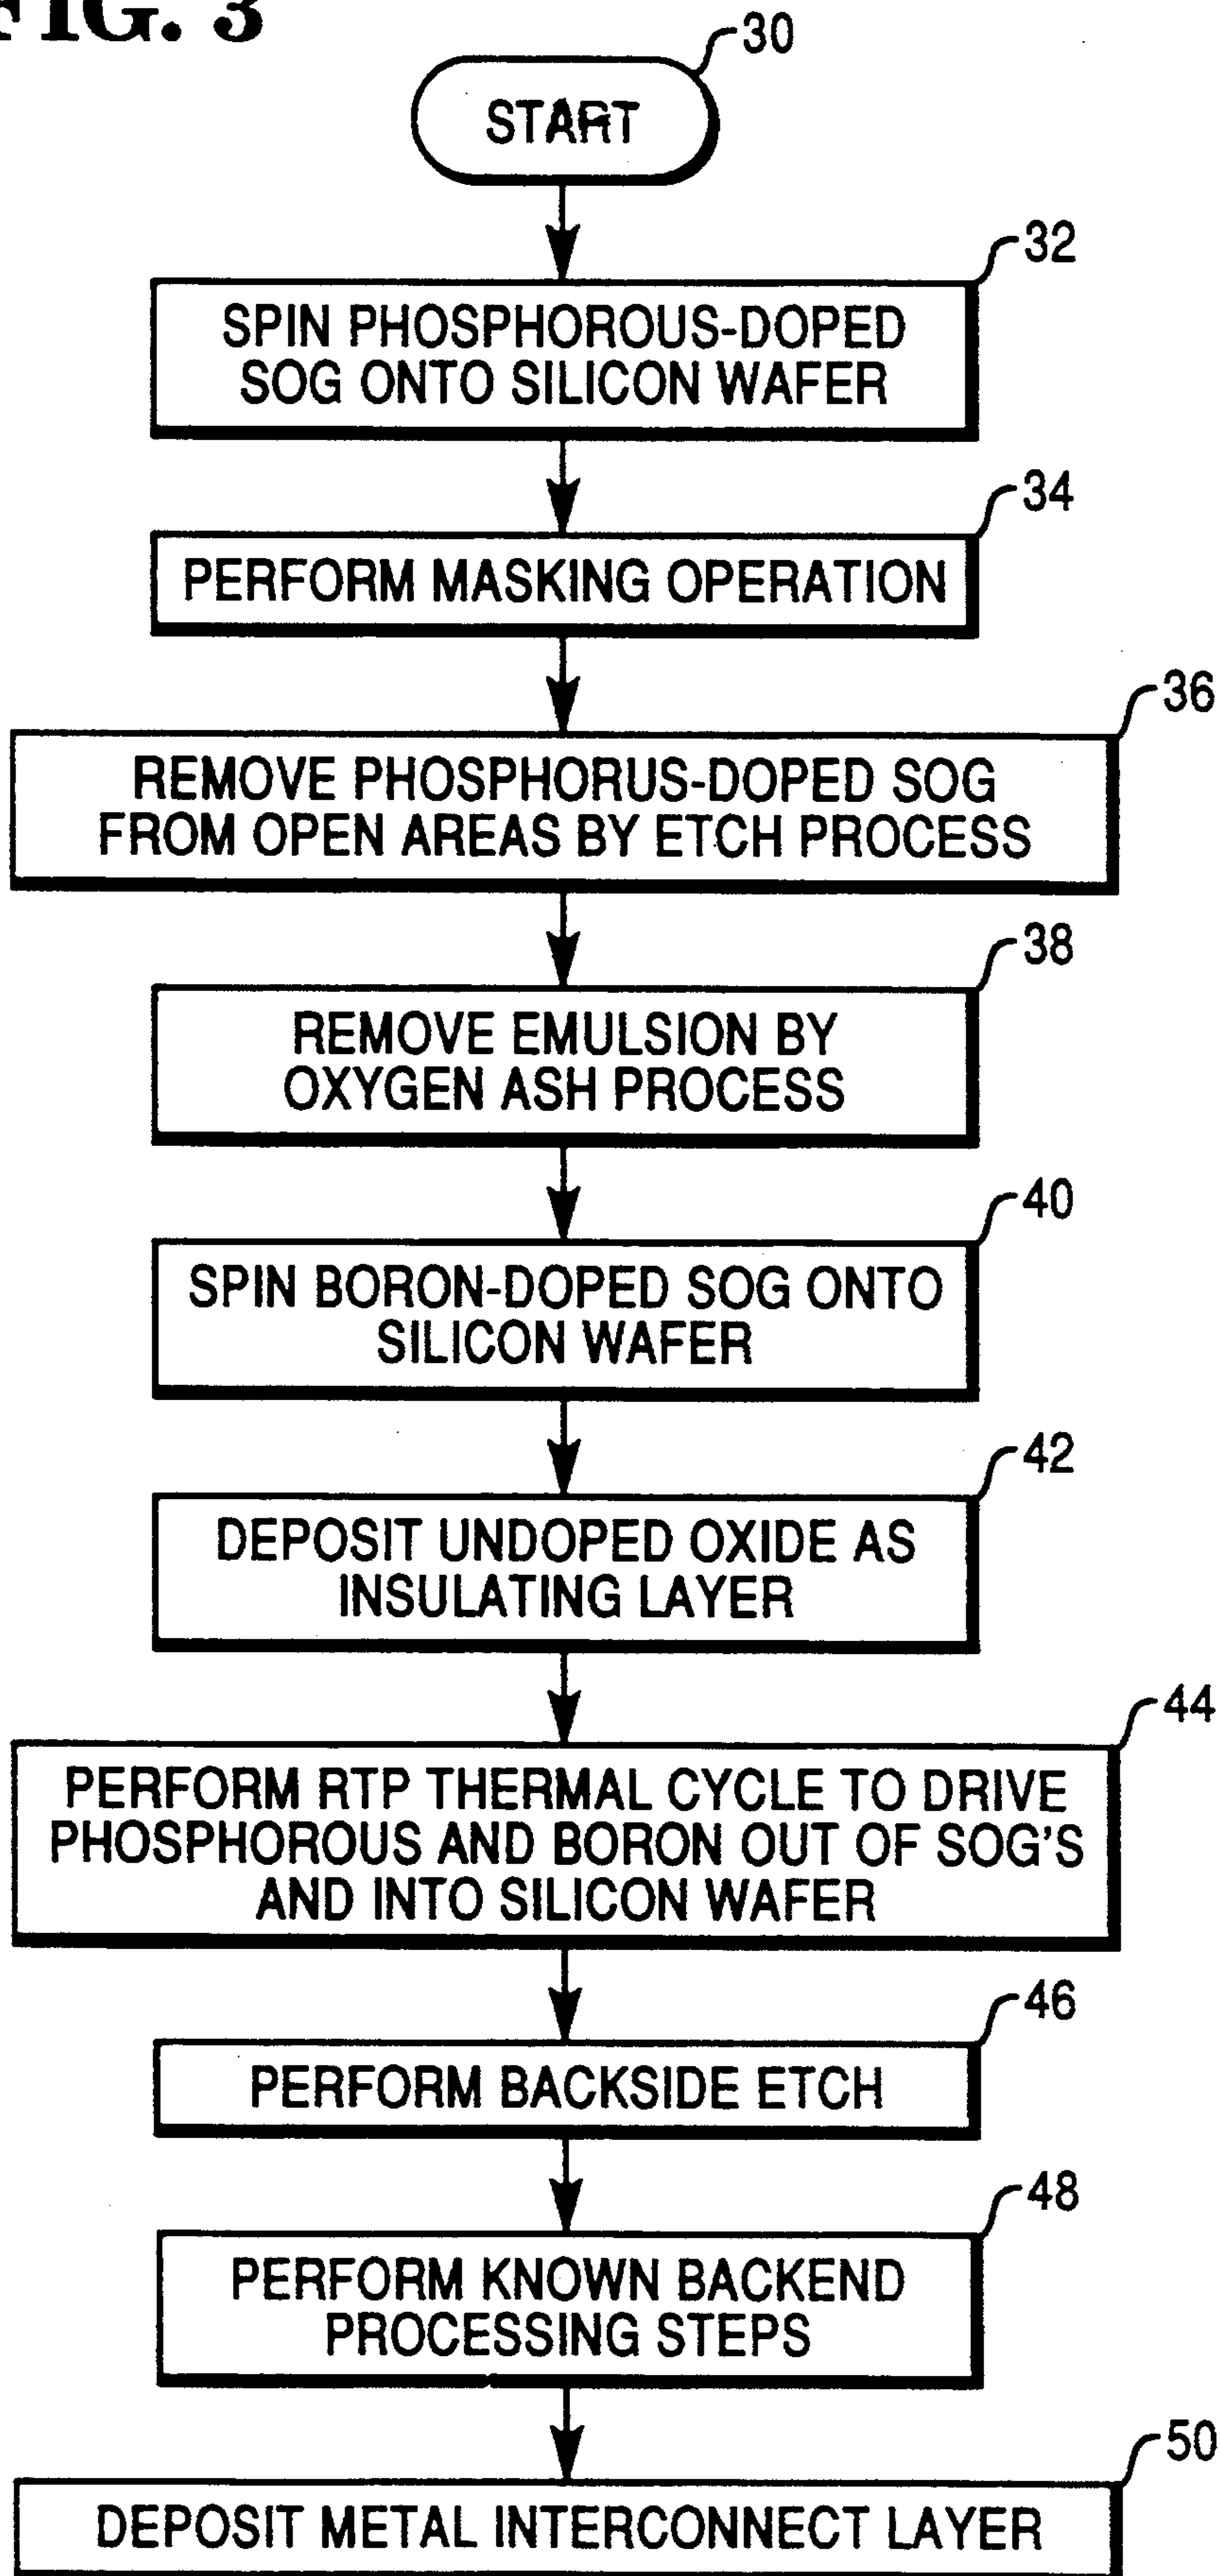 FIG. 3
30
START
32
SPIN PHOSPHOROUS-DOPED
SOG ONTO SILICON WAFER
34
PERFORM MASKING OPERATION
36
REMOVE PHOSPHORUS-DOPED SOG
FROM OPEN AREAS BY ETCH PROCESS
38
REMOVE EMULSION BY
OXYGEN ASH PROCESS
40
SPIN BORON-DOPED SOG ONTO
SILICON WAFER
42
DEPOSIT UNDOPED OXIDE AS
INSULATING LAYER
44
PERFORM RTP THERMAL CYCLE TO DRIVE
PHOSPHOROUS AND BORON OUT OF SOG'S
AND INTO SILICON WAFER
46
PERFORM BACKSIDE ETCH
48
PERFORM KNOWN BACKEND
PROCESSING STEPS
50
DEPOSIT METAL INTERCONNECT LAYER